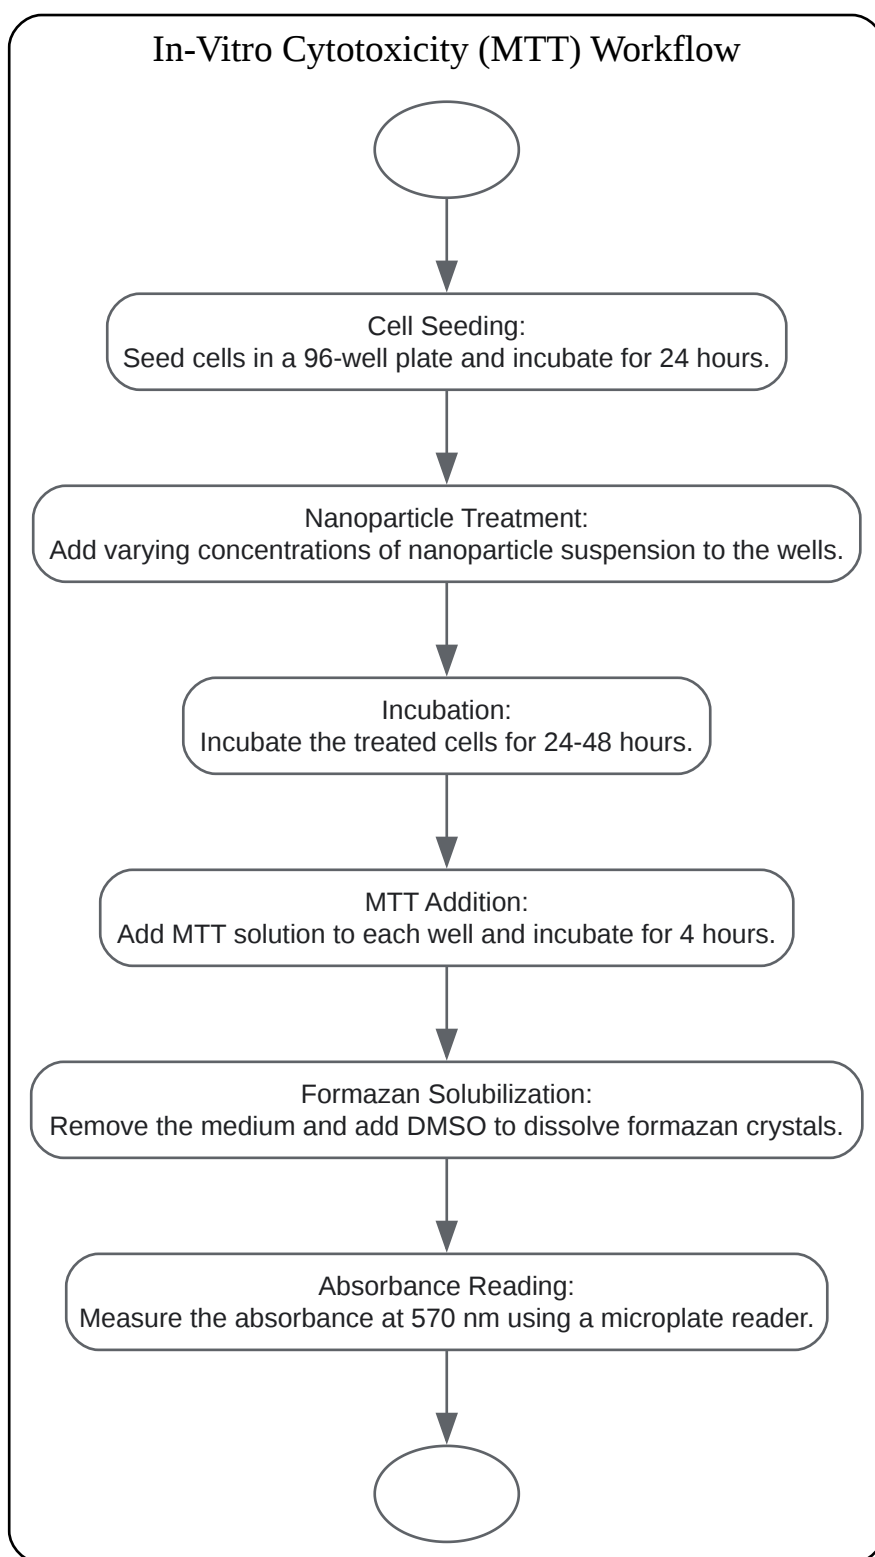 In-Vitro Cytotoxicity (MTT) Workflow
Cell Seeding:
Seed cells in a 96-well plate and incubate for 24 hours.
Nanoparticle Treatment:
Add varying concentrations of nanoparticle suspension to the wells.
Incubation:
Incubate the treated cells for 24-48 hours.
MTT Addition:
Add MTT solution to each well and incubate for 4 hours.
Formazan Solubilization:
Remove the medium and add DMSO to dissolve formazan crystals.
Absorbance Reading:
Measure the absorbance at 570 nm using a microplate reader.